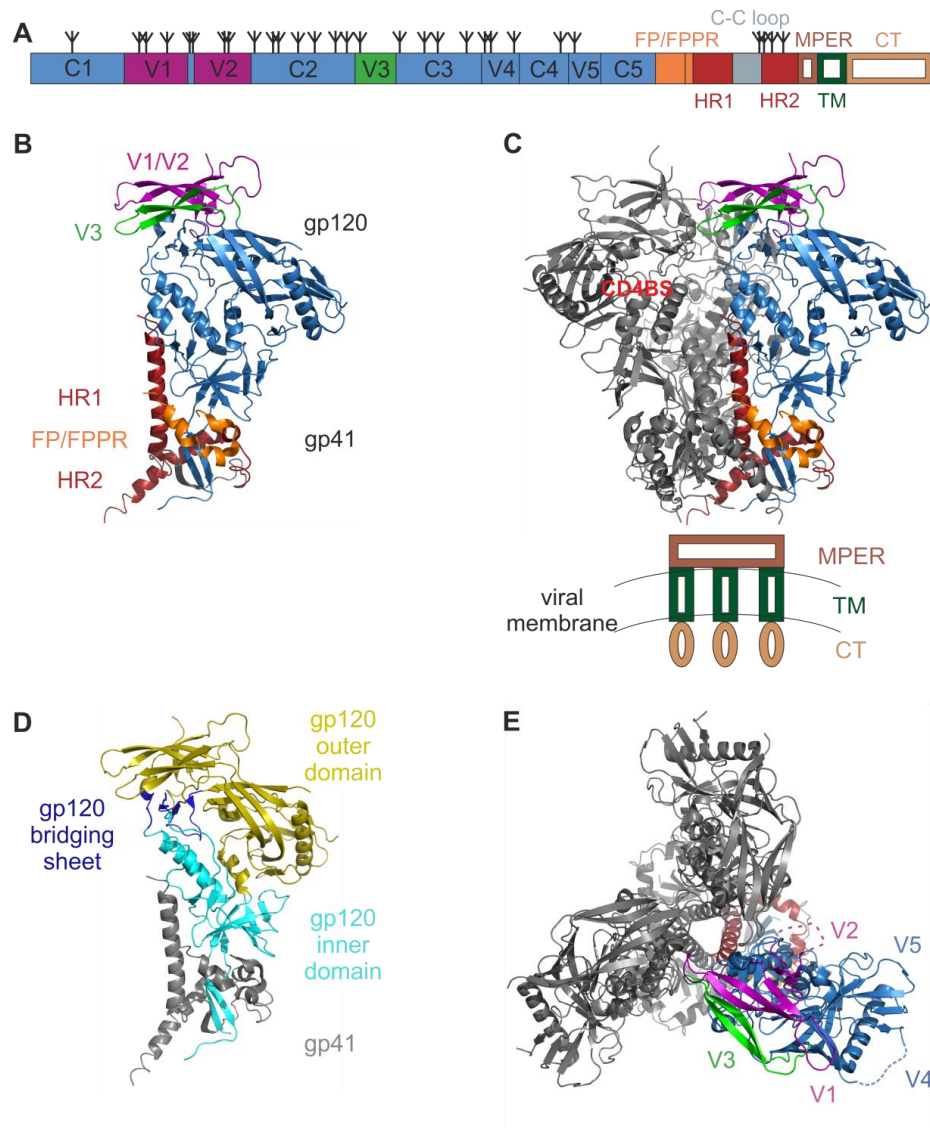 A
C-C loop
FP/FPPR
MPER
CT
C1
V1
V2
C2
V3
C3
V4
C4
V5
C5
HR1
HR2
TM
B
V1/V2
V3
gp120
HR1
FP/FPPR
gp41
HR2
C
CD4BS
MPER
viral
membrane
TM
CT
D
gp120
outer
domain
gp120
bridging
sheet
gp120
inner
domain
gp41
E
V2
V5
V3
V1
V4